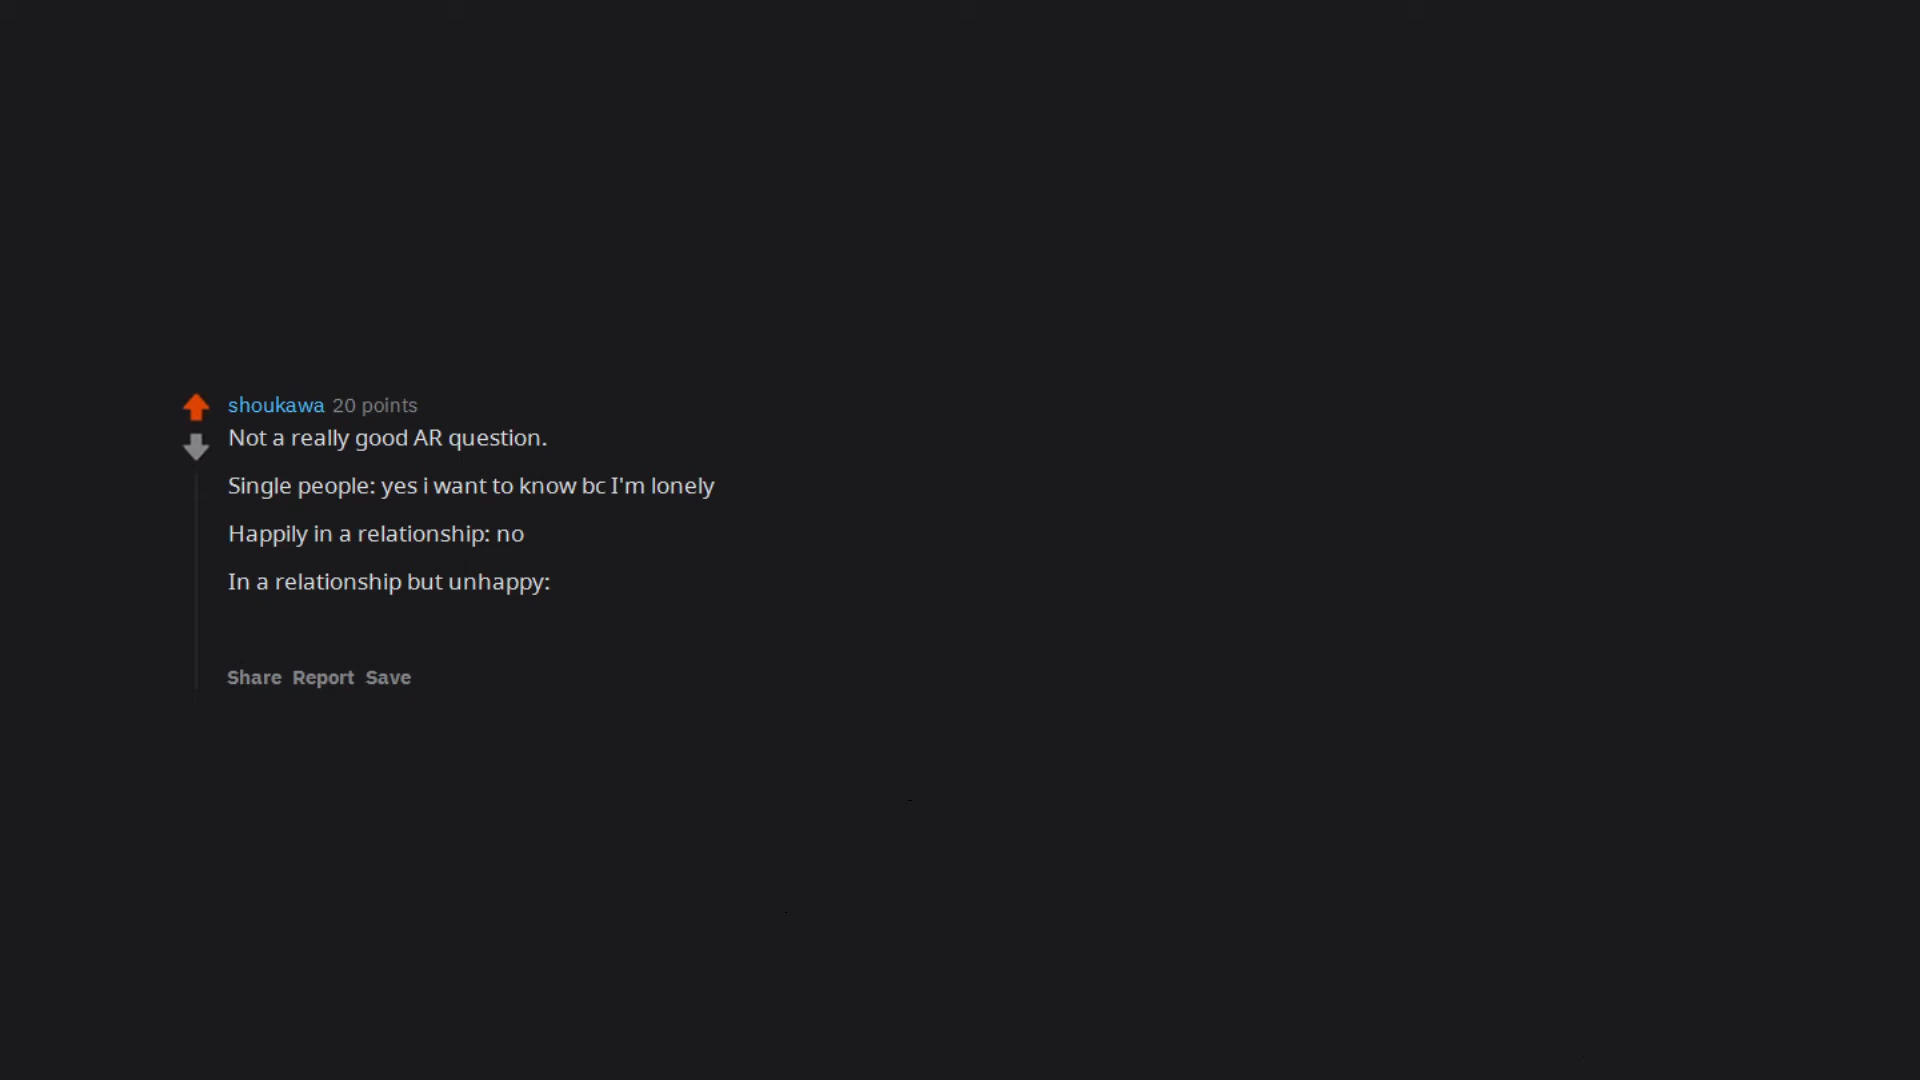 shoukawa 20 points
Not a really good AR question.
Single people: yes i want to know bc I'm lonely
Happily in a relationship: no
In a relationship but unhappy:
Share Report Save